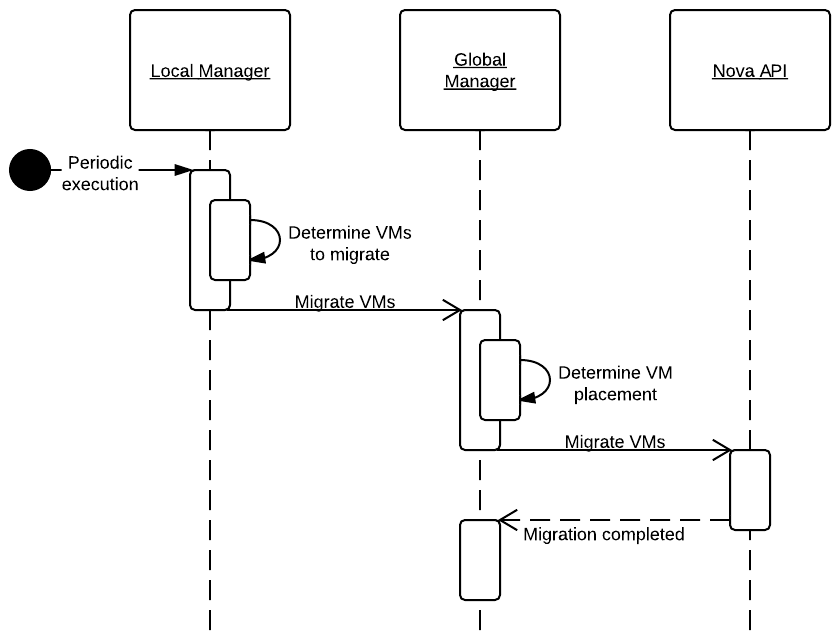 Local Manager
Global
Manager
Nova API
Periodic
execution
Determine VMs
to migrate
Migrate VMs
Determine VM
placement
Migrate VMs
Migration completed